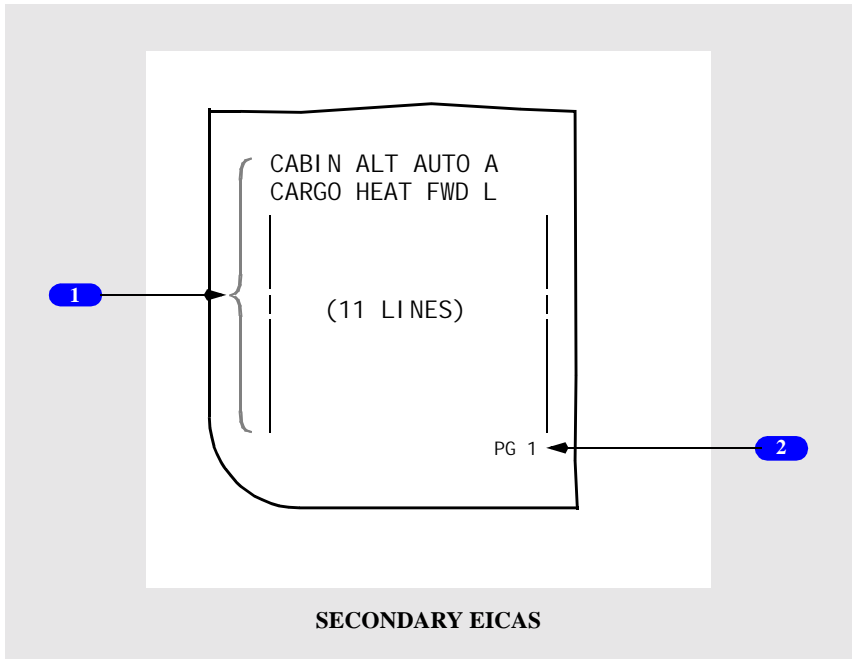 CABIN ALT AUTO A
CARGO HEAT FWD L
1
(11 LINES)
PG 1
2
SECONDARY EICAS